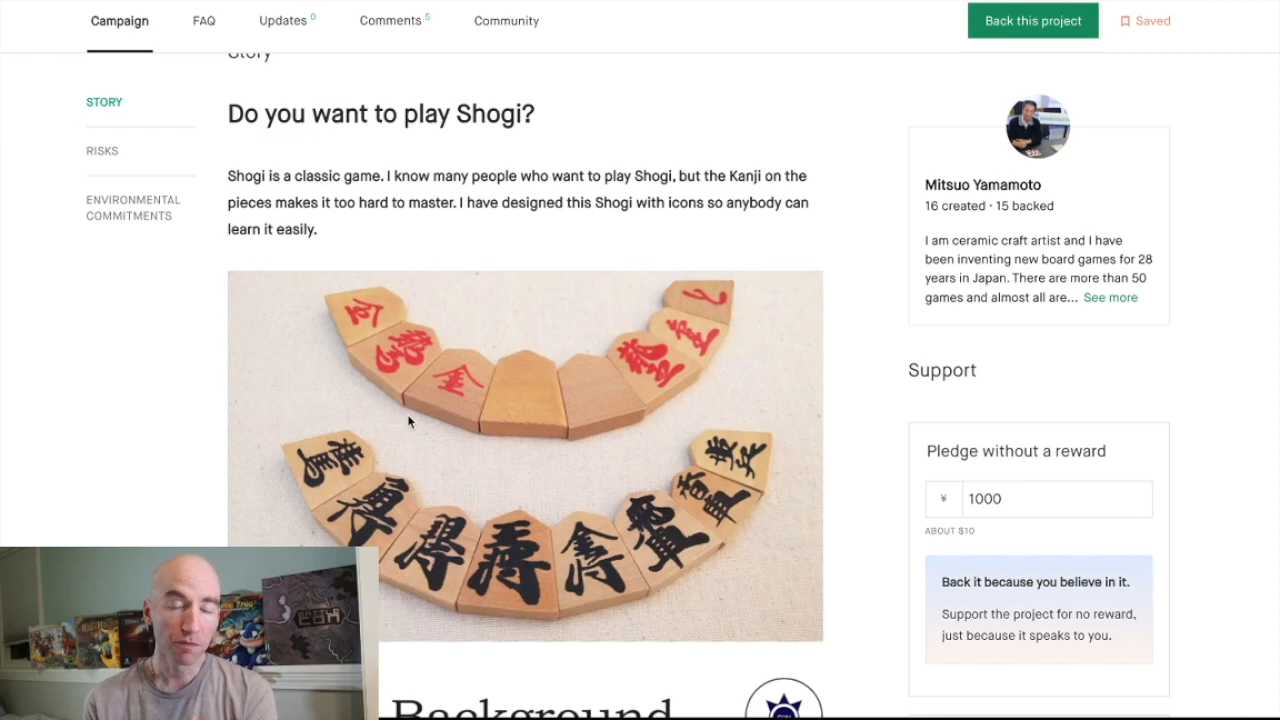 Campaign
FAQ
Updates 0
Comments 5
Community
Back this project
Saved
Story
STORY
RISKS
ENVIRONMENTAL
COMMITMENTS
Do you want to play Shogi?
Shogi is a classic game. I know many people who want to play Shogi, but the Kanji on the
pieces makes it too hard to master. I have designed this Shogi with icons so anybody can
learn it easily.
金
金
Background
Mitsuo Yamamoto
16 created · 15 backed
I am ceramic craft artist and I have
been inventing new board games for 28
years in Japan. There are more than 50
games and almost all are... See more
Support
Pledge without a reward
¥ 1000
ABOUT $10
Back it because you believe in it.
Support the project for no reward,
just because it speaks to you.